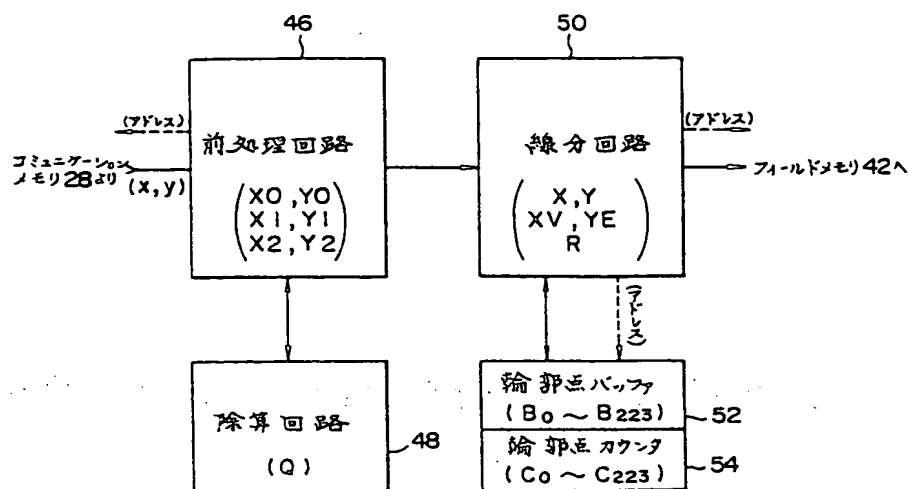 46
50
(アドレス)
(アドレス)
前処理回路
線分回路
コミュニケーション
メモリ28より
(x,y)
フィールドメモリ42へ
(X0,Y0
X1,Y1
X2,Y2)
(X,Y
XV,YE
R)
(アドレス)
除算回路
(Q)
48
輪郭点バッファ
(B0〜B223)
52
輪郭点カウンタ
(C0〜C223)
54